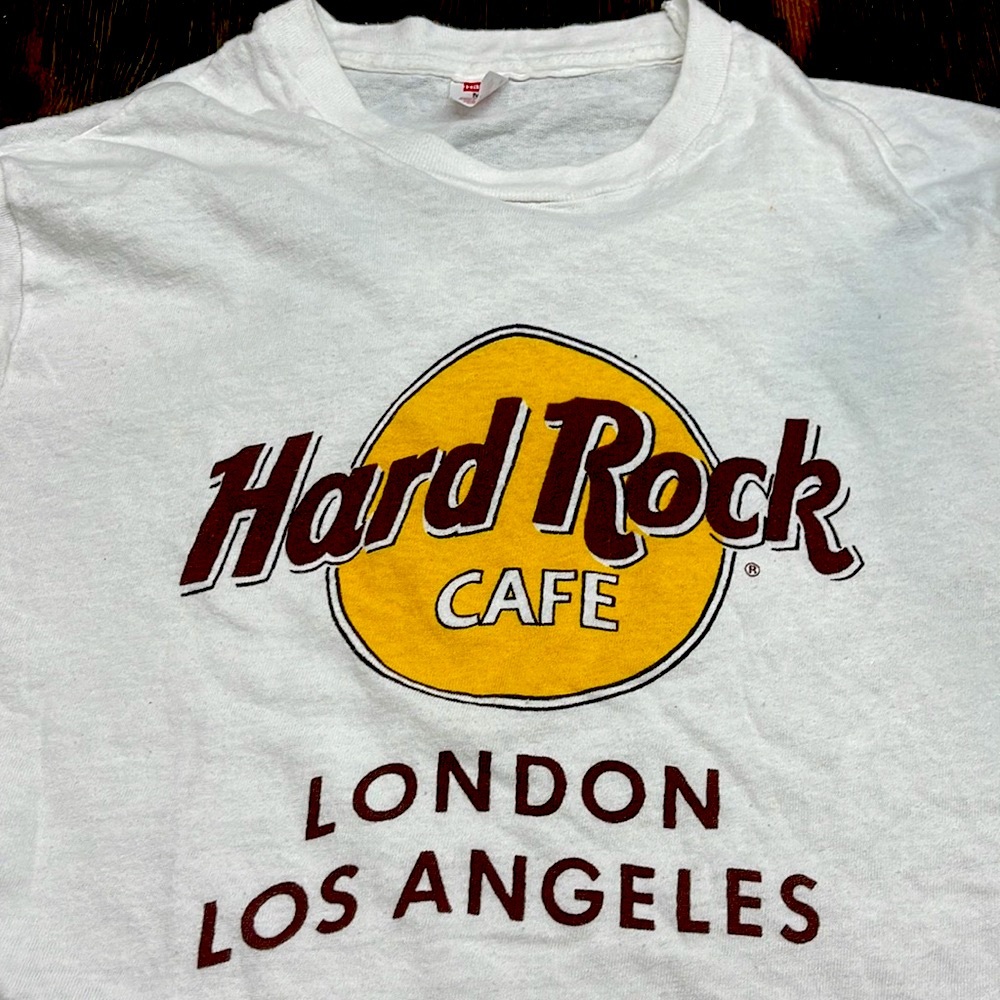 Hard Rock
CAFE
®
LONDON
LOS ANGELES